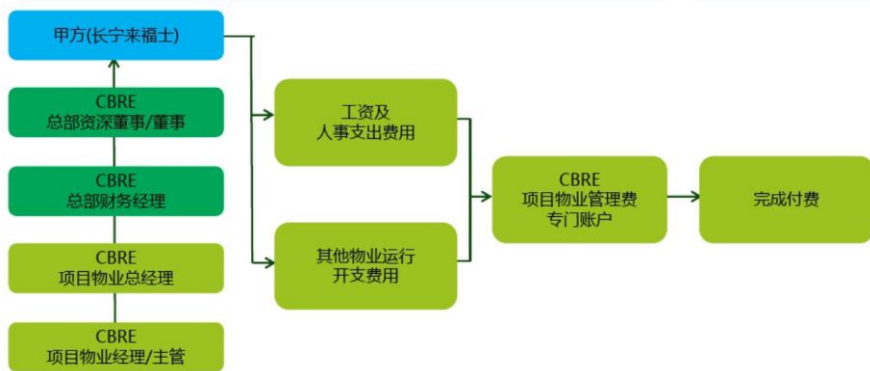 甲方(长宁来福士)
CBRE
总部资深董事/董事
CBRE
总部财务经理
CBRE
项目物业总经理
CBRE
项目物业经理/主管
工资及
人事支出费用
其他物业运行
开支费用
CBRE
项目物业管理费
专门账户
完成付费